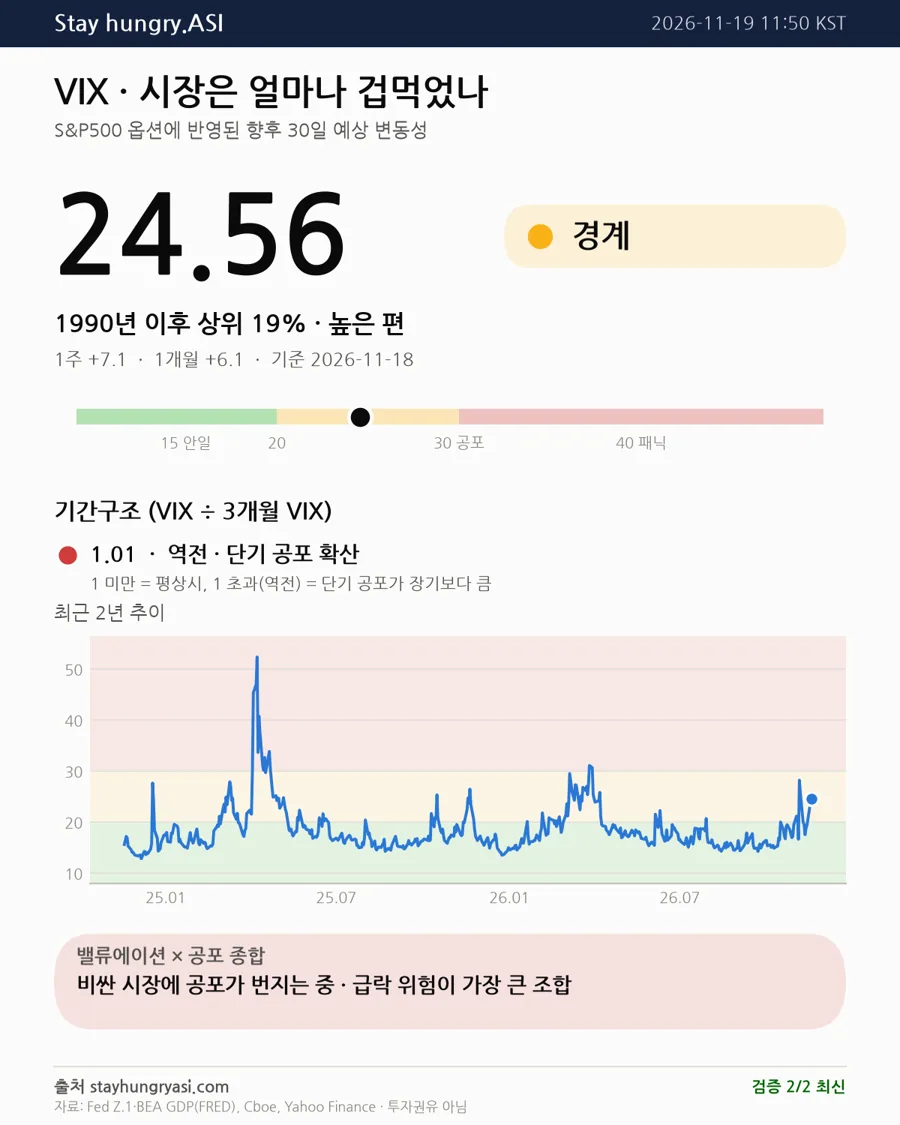 Stay hungry.ASI 2026-11-19 11:50 KST
VIX · 시장은 얼마나 겁먹었나
S&P500 옵션에 반영된 향후 30일 예상 변동성
24.56
경계
1990년 이후 상위 19% · 높은 편
1주 +7.1 · 1개월 +6.1 · 기준 2026-11-18
15 안일 20 30 공포 40 패닉
기간구조 (VIX ÷ 3개월 VIX)
1.01 · 역전 · 단기 공포 확산
1 미만 = 평상시, 1 초과(역전) = 단기 공포가 장기보다 큼
최근 2년 추이
50
40
30
20
10
25.01 25.07 26.01 26.07
밸류에이션 × 공포 종합
비싼 시장에 공포가 번지는 중 · 급락 위험이 가장 큰 조합
출처 stayhungryasi.com 검증 2/2 최신
자료: Fed Z.1·BEA GDP(FRED), Cboe, Yahoo Finance · 투자권유 아님